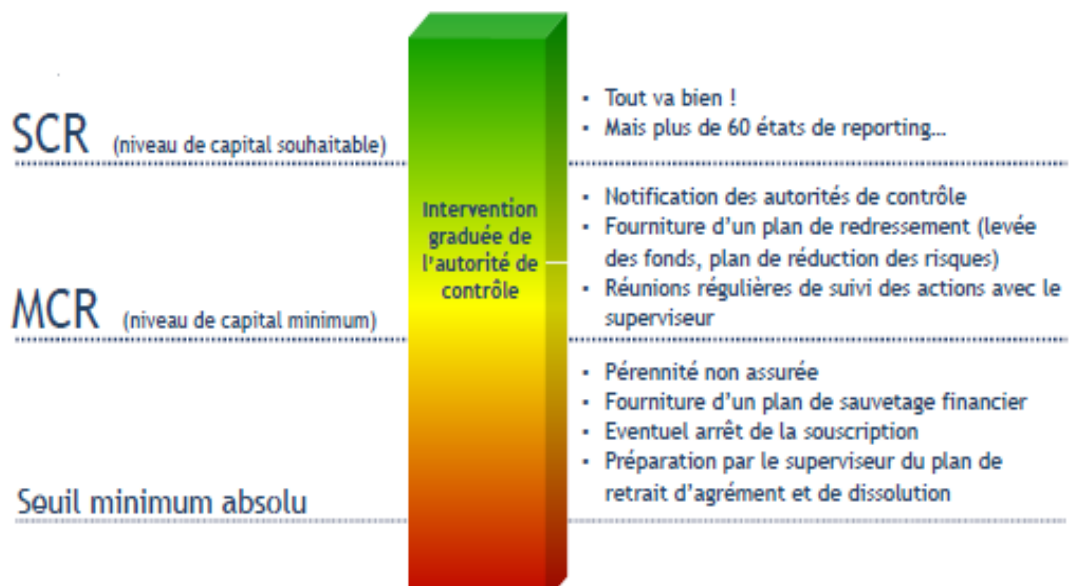 SCR (niveau de capital souhaitable)
• Tout va bien !
• Mais plus de 60 états de reporting…
Intervention
graduée de
l'autorité de
contrôle
• Notification des autorités de contrôle
• Fourniture d'un plan de redressement (levée
des fonds, plan de réduction des risques)
• Réunions régulières de suivi des actions avec le
superviseur
MCR (niveau de capital minimum)
• Pérennité non assurée
• Fourniture d'un plan de sauvetage financier
• Eventuel arrêt de la souscription
• Préparation par le superviseur du plan de
retrait d'agrément et de dissolution
Seuil minimum absolu